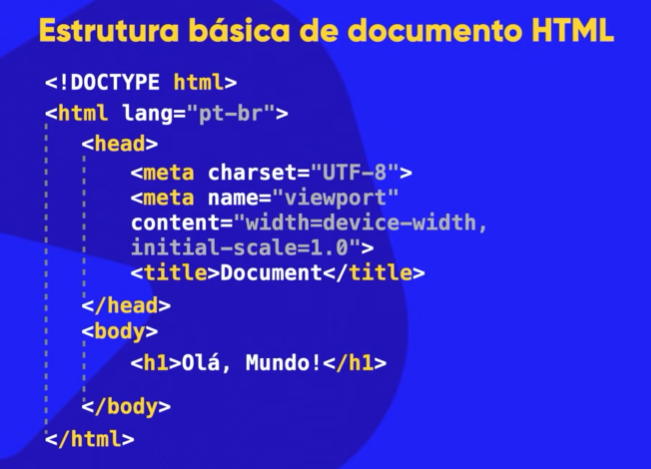 Estrutura básica de documento HTML
<!DOCTYPE html>
<html lang="pt-br">
<head>
<meta charset="UTF-8">
<meta name="viewport"
content="width=device-width,
initial-scale=1.0">
<title>Document</title>
</head>
<body>
<h1>Olá, Mundo!</h1>
</body>
</html>